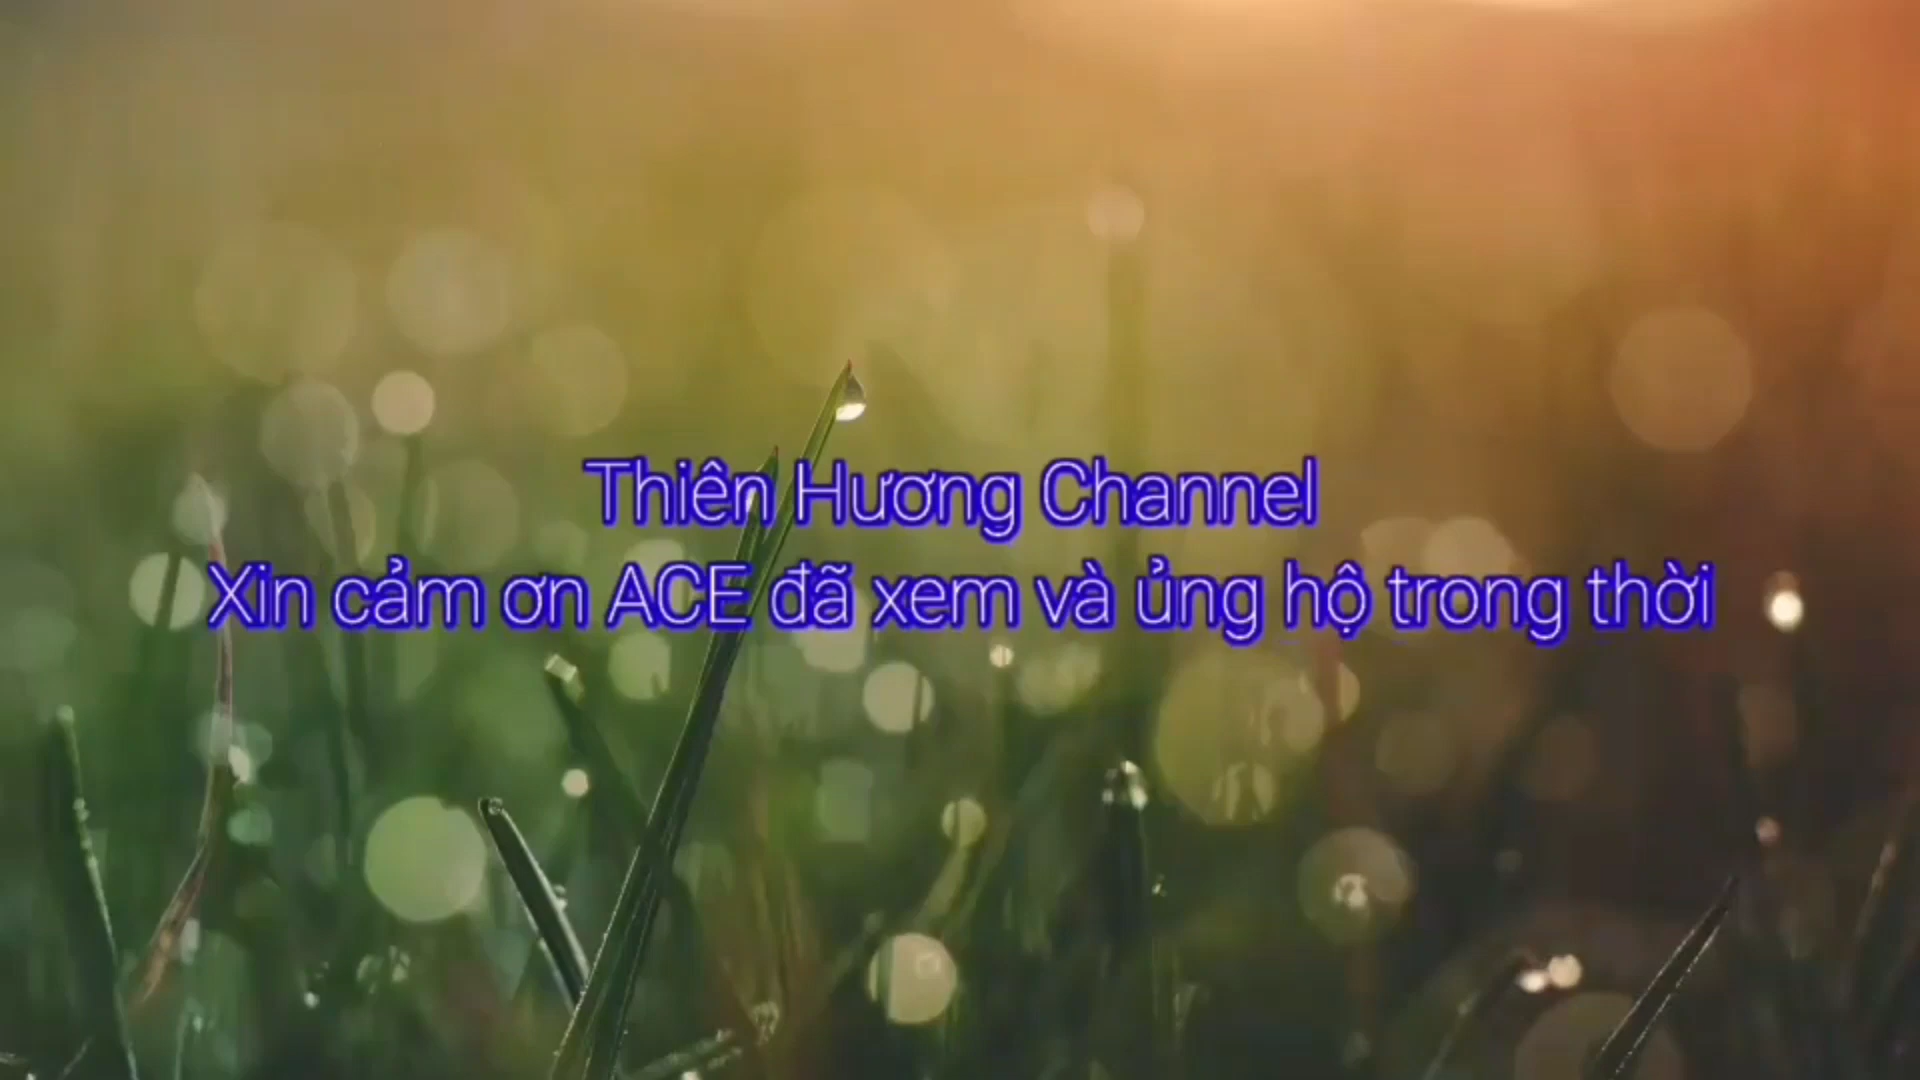 Thiên Hương Channel
Xin cảm ơn ACE đã xem và ủng hộ trong thời